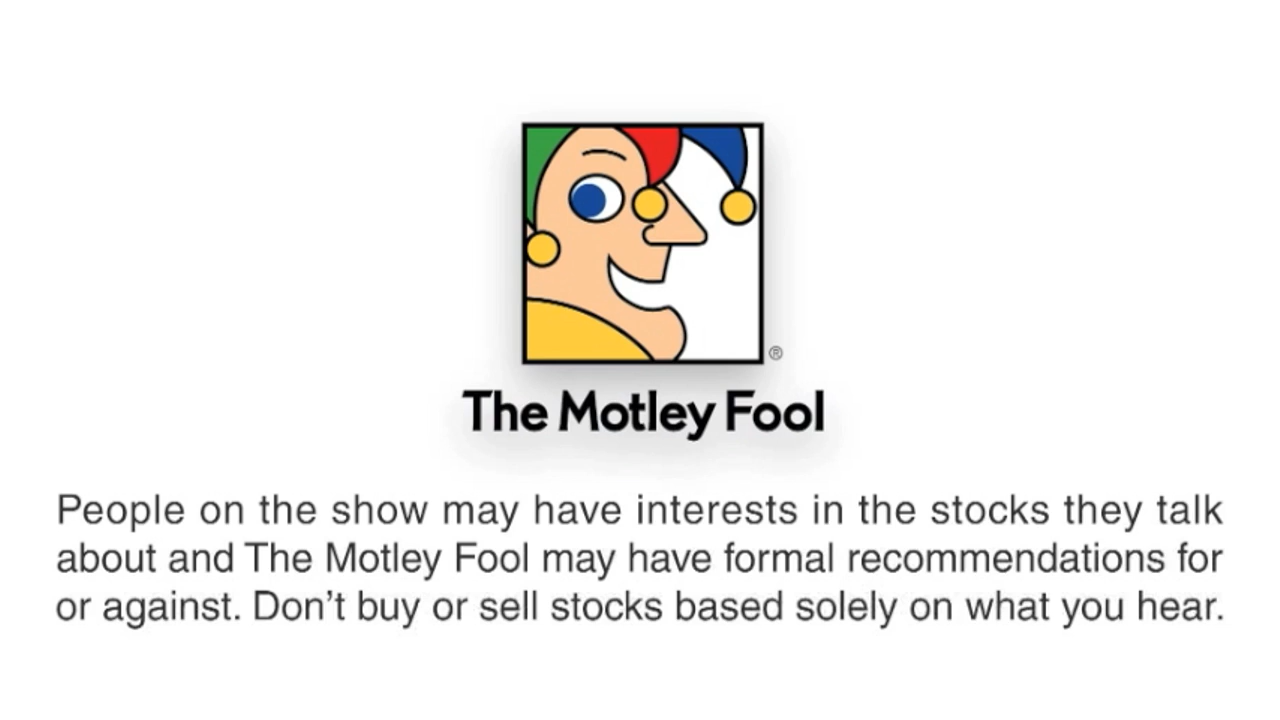 ®
The Motley Fool
People on the show may have interests in the stocks they talk
about and The Motley Fool may have formal recommendations for
or against. Don’t buy or sell stocks based solely on what you hear.